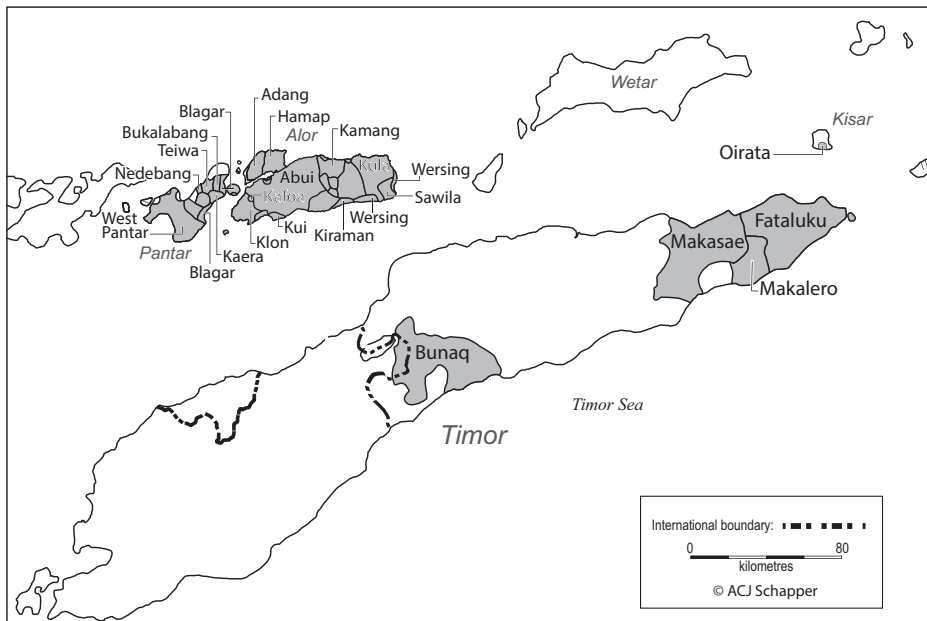 Wetar
Adang
Blagar
Hamap
Alor
Bukalabang
Kamang
Kisar
Teiwa
Oirata
Nedebang
Abui
Kula
Wersing
Kafoa
Sawila
West
Pantar
Wersing
Kui
Kiraman
Pantar
Klon
Kaera
Blagar
Fataluku
Makasae
Makalero
Bunaq
Timor Sea
Timor
International boundary:
0 80
kilometres
© ACJ Schapper